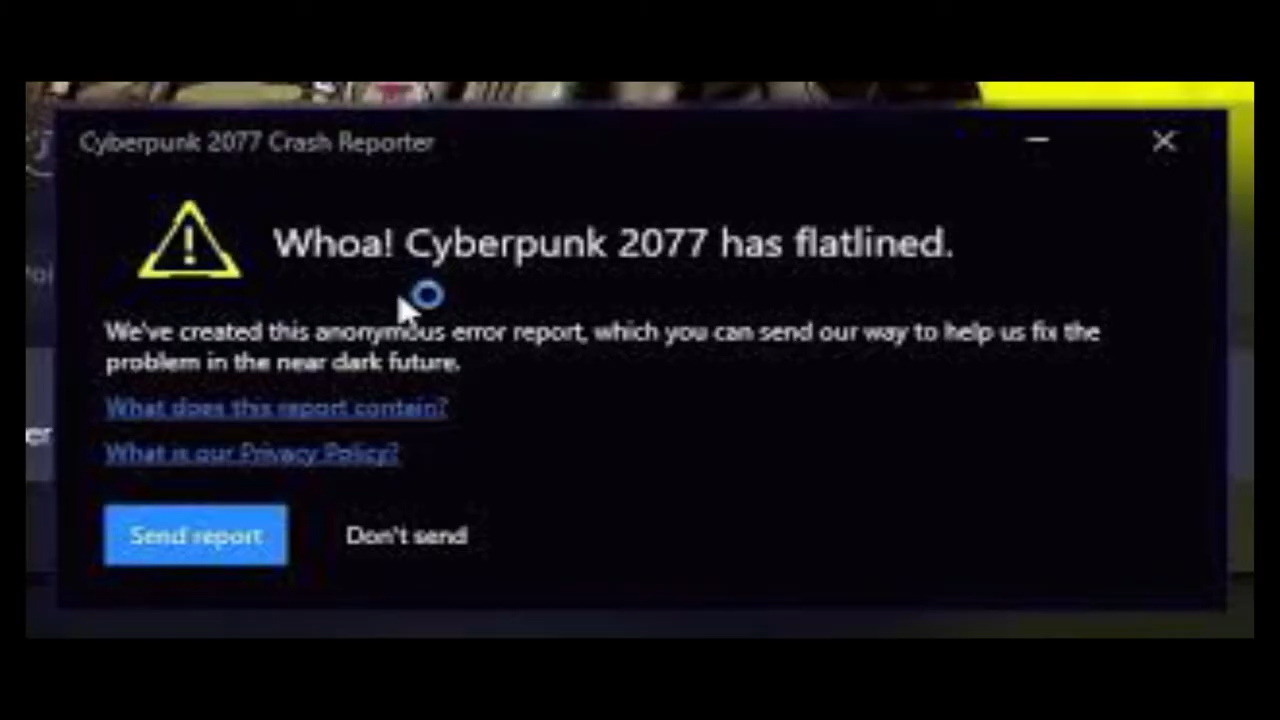 Cyberpunk 2077 Crash Reporter
Whoa! Cyberpunk 2077 has flatlined.
We've created this anonymous error report, which you can send our way to help us fix the
problem in the near dark future.
What does this report contain?
What is our Privacy Policy?
Send report
Don't send